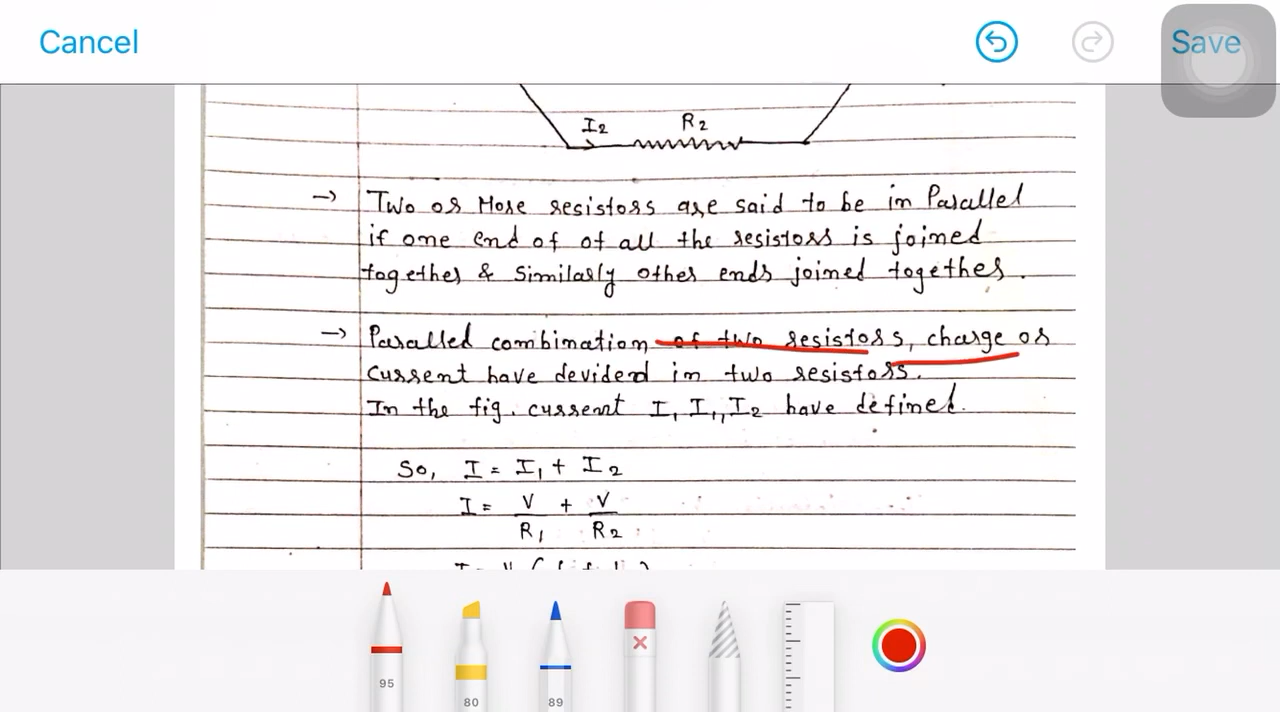 Cancel
Save
I2 R2
→ Two or More resistors are said to be in Parallel
if one end of of all the resistors is joined
together & Similarly other ends joined together.
→ Paralled combination of two resistors, charge or
current have devided in two resistors.
In the fig. current I, I1, I2 have defined.
So, I = I1 + I2
I = V/R1 + V/R2
95 80 89